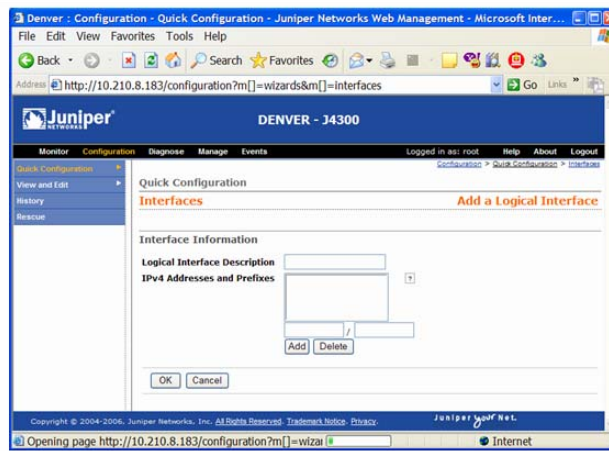 Denver : Configuration - Quick Configuration - Juniper Networks Web Management - Microsoft Inter...
File Edit View Favorites Tools Help
Back Search Favorites
Address http://10.210.8.183/configuration?m[]=wizards&m[]=interfaces Go Links »
Juniper NETWORKS
DENVER - J4300
Monitor Configuration Diagnose Manage Events Logged in as: root Help About Logout
Configuration > Quick Configuration > Interfaces
Quick Configuration
View and Edit
History
Rescue
Quick Configuration
Interfaces Add a Logical Interface
Interface Information
Logical Interface Description
IPv4 Addresses and Prefixes ?
/
Add Delete
OK Cancel
Copyright © 2004-2006, Juniper Networks, Inc. All Rights Reserved. Trademark Notice. Privacy. Juniper your Net.
Opening page http://10.210.8.183/configuration?m[]=wizar Internet